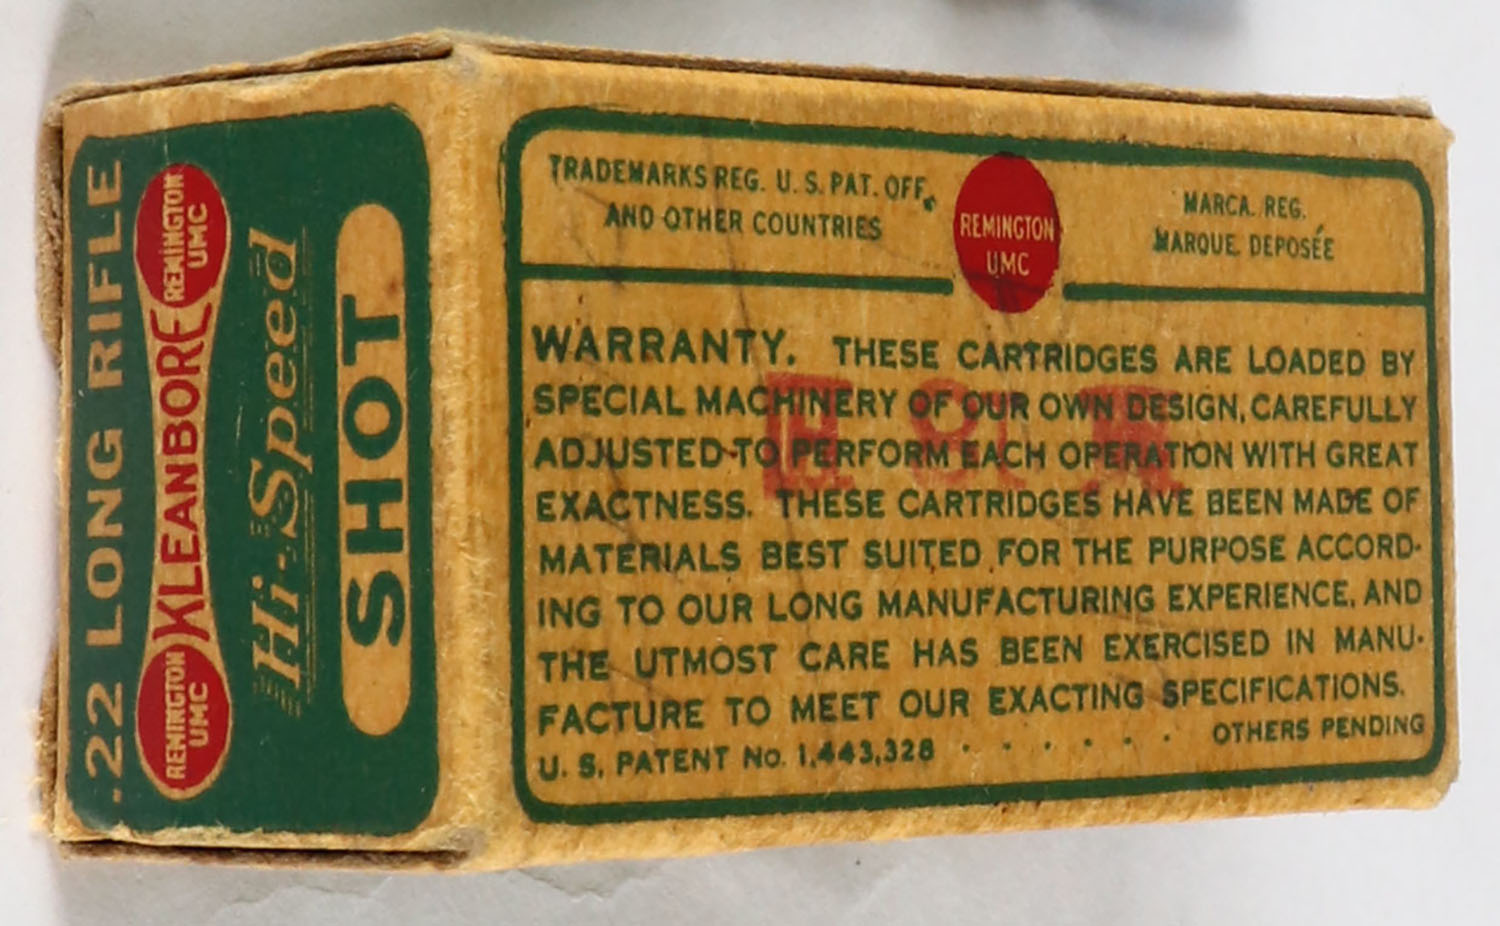 .22 LONG RIFLE
REMINGTON
UMC
KLEANBORE
REMINGTON
UMC
Hi-Speed
SHOT
TRADEMARKS REG. U. S. PAT. OFF.
AND OTHER COUNTRIES
REMINGTON
UMC
MARCA. REG.
MARQUE DEPOSÉE
WARRANTY. THESE CARTRIDGES ARE LOADED BY
SPECIAL MACHINERY OF OUR OWN DESIGN, CAREFULLY
ADJUSTED TO PERFORM EACH OPERATION WITH GREAT
EXACTNESS. THESE CARTRIDGES HAVE BEEN MADE OF
MATERIALS BEST SUITED FOR THE PURPOSE ACCORD-
ING TO OUR LONG MANUFACTURING EXPERIENCE, AND
THE UTMOST CARE HAS BEEN EXERCISED IN MANU-
FACTURE TO MEET OUR EXACTING SPECIFICATIONS.
U. S. PATENT No. 1,443,328 . . . . . . OTHERS PENDING